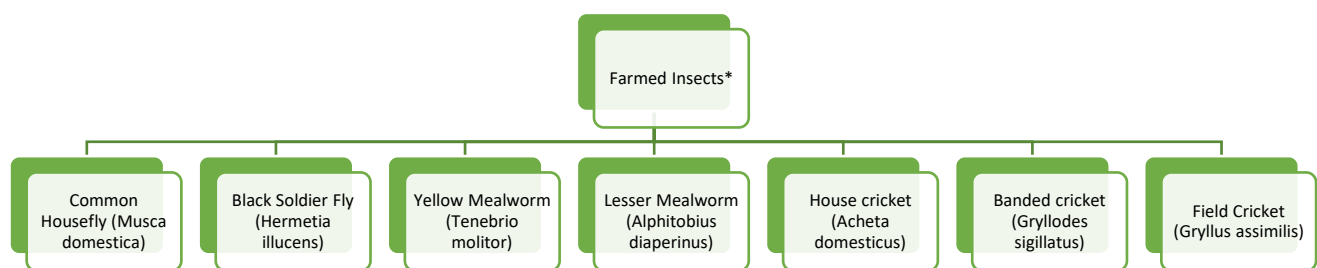 Farmed Insects*
Common
Housefly (Musca
domestica)
Black Soldier Fly
(Hermetia
illucens)
Yellow Mealworm
(Tenebrio
molitor)
Lesser Mealworm
(Alphitobius
diaperinus)
House cricket
(Acheta
domesticus)
Banded cricket
(Gryllodes
sigillatus)
Field Cricket
(Gryllus assimilis)